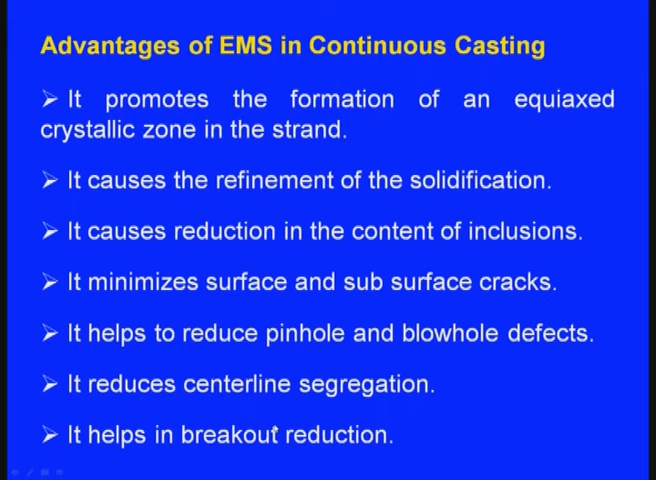 Advantages of EMS in Continuous Casting
➢ It promotes the formation of an equiaxed
crystallic zone in the strand.
➢ It causes the refinement of the solidification.
➢ It causes reduction in the content of inclusions.
➢ It minimizes surface and sub surface cracks.
➢ It helps to reduce pinhole and blowhole defects.
➢ It reduces centerline segregation.
➢ It helps in breakout reduction.